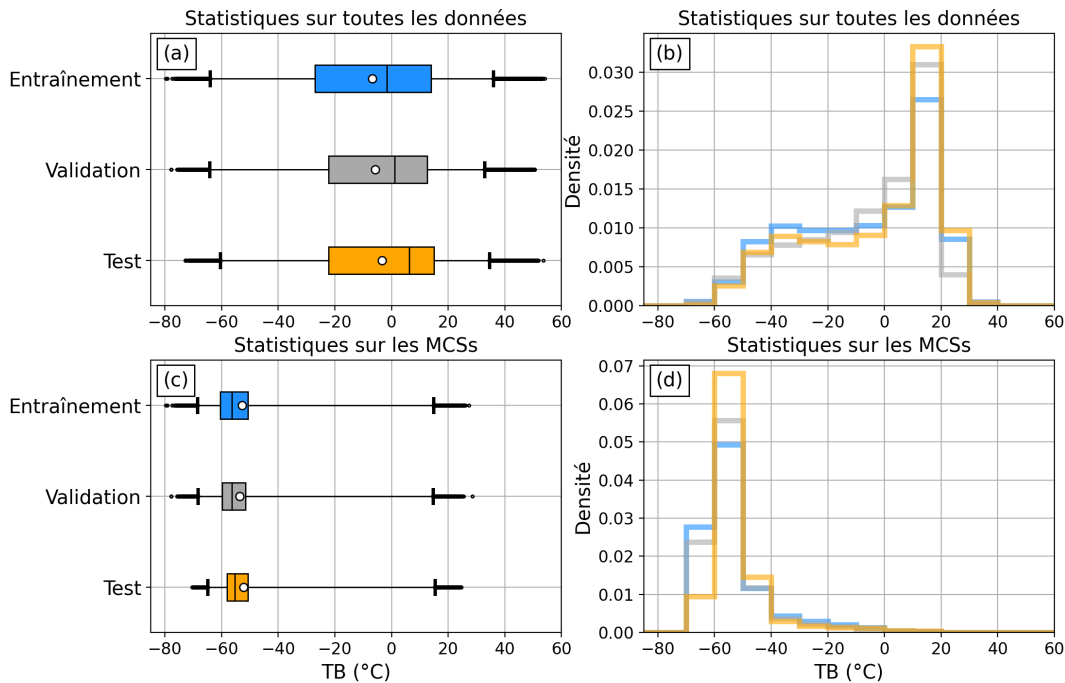 Statistiques sur toutes les données
(a)
Entraînement
Validation
Test
−80 −60 −40 −20 0 20 40 60
Statistiques sur toutes les données
(b)
Densité
0.030
0.025
0.020
0.015
0.010
0.005
0.000
−80 −60 −40 −20 0 20 40 60
Statistiques sur les MCSs
(c)
Entraînement
Validation
Test
−80 −60 −40 −20 0 20 40 60
TB (°C)
Statistiques sur les MCSs
(d)
Densité
0.07
0.06
0.05
0.04
0.03
0.02
0.01
0.00
−80 −60 −40 −20 0 20 40 60
TB (°C)